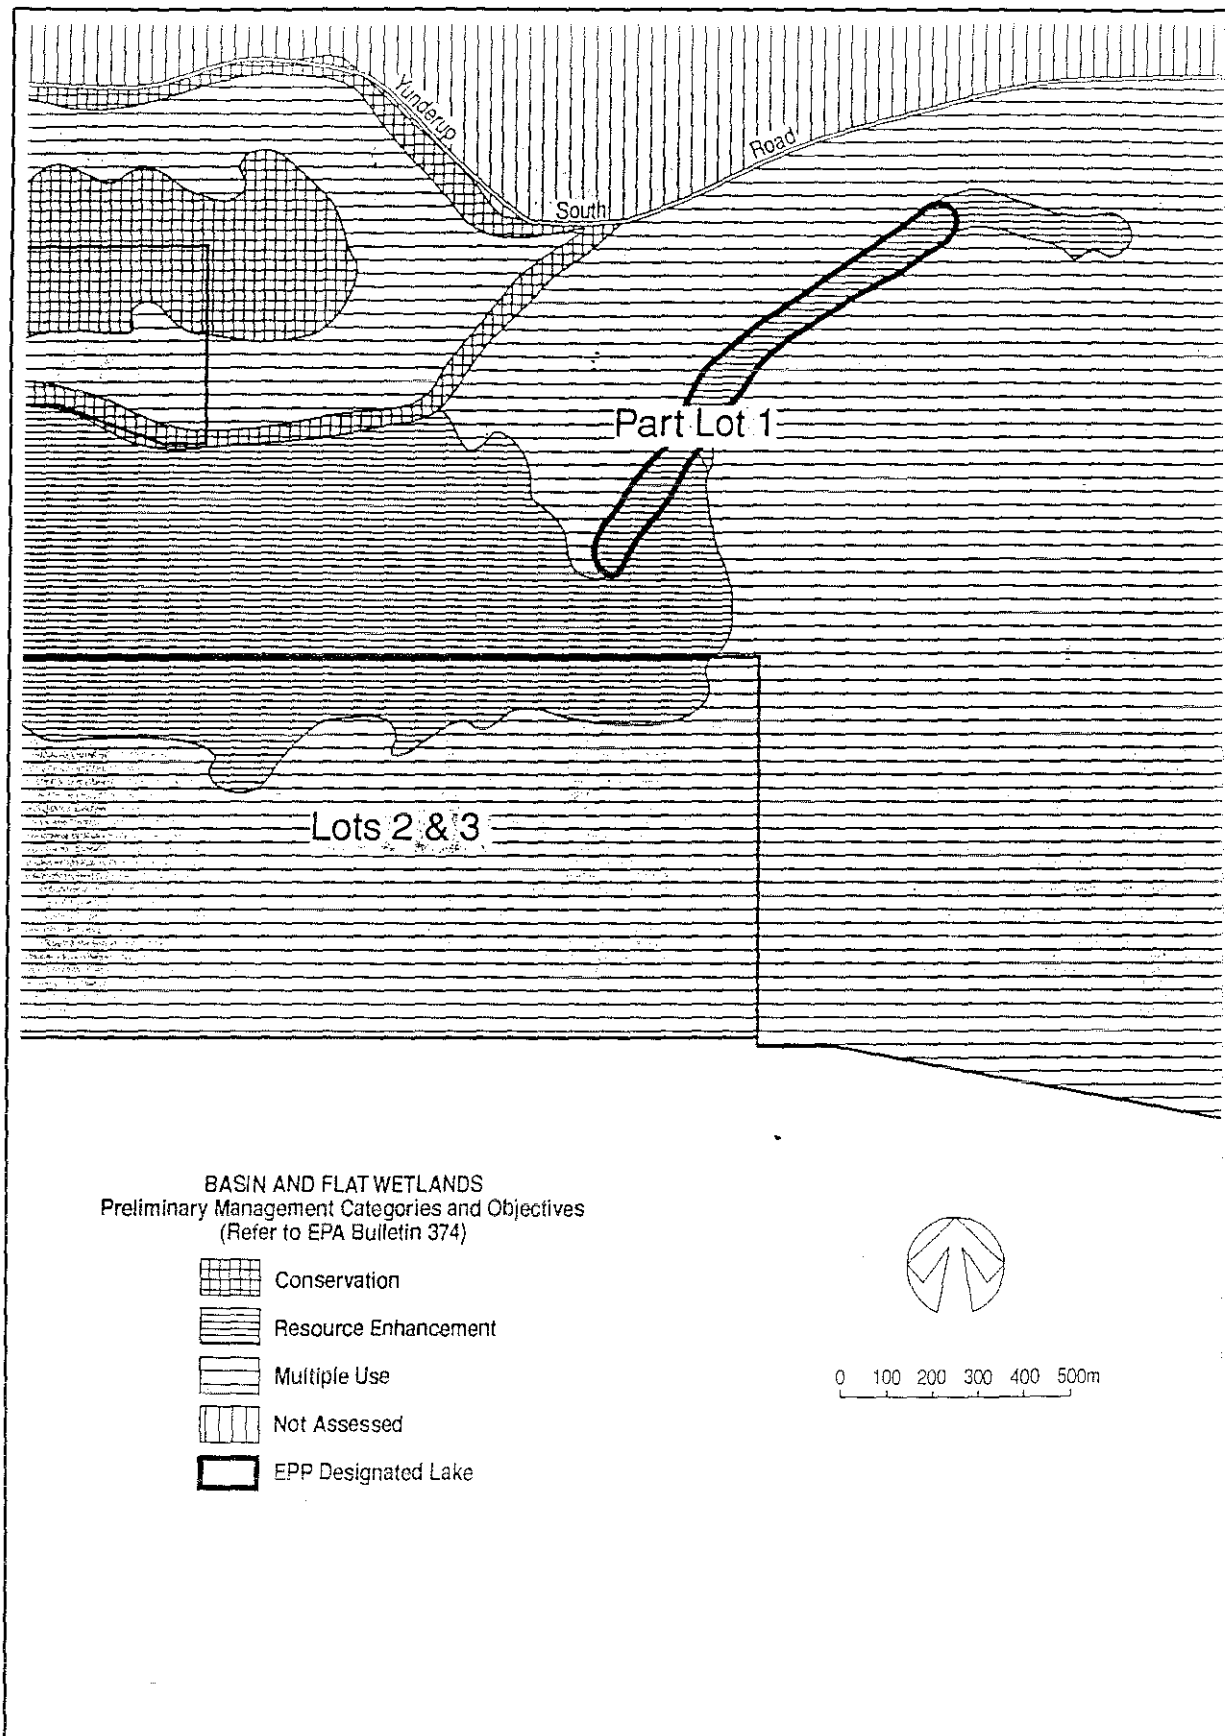 Yunderup
South
Road
Part Lot 1
Lots 2 & 3
BASIN AND FLAT WETLANDS
Preliminary Management Categories and Objectives
(Refer to EPA Bulletin 374)
Conservation
Resource Enhancement
Multiple Use
Not Assessed
EPP Designated Lake
0 100 200 300 400 500m